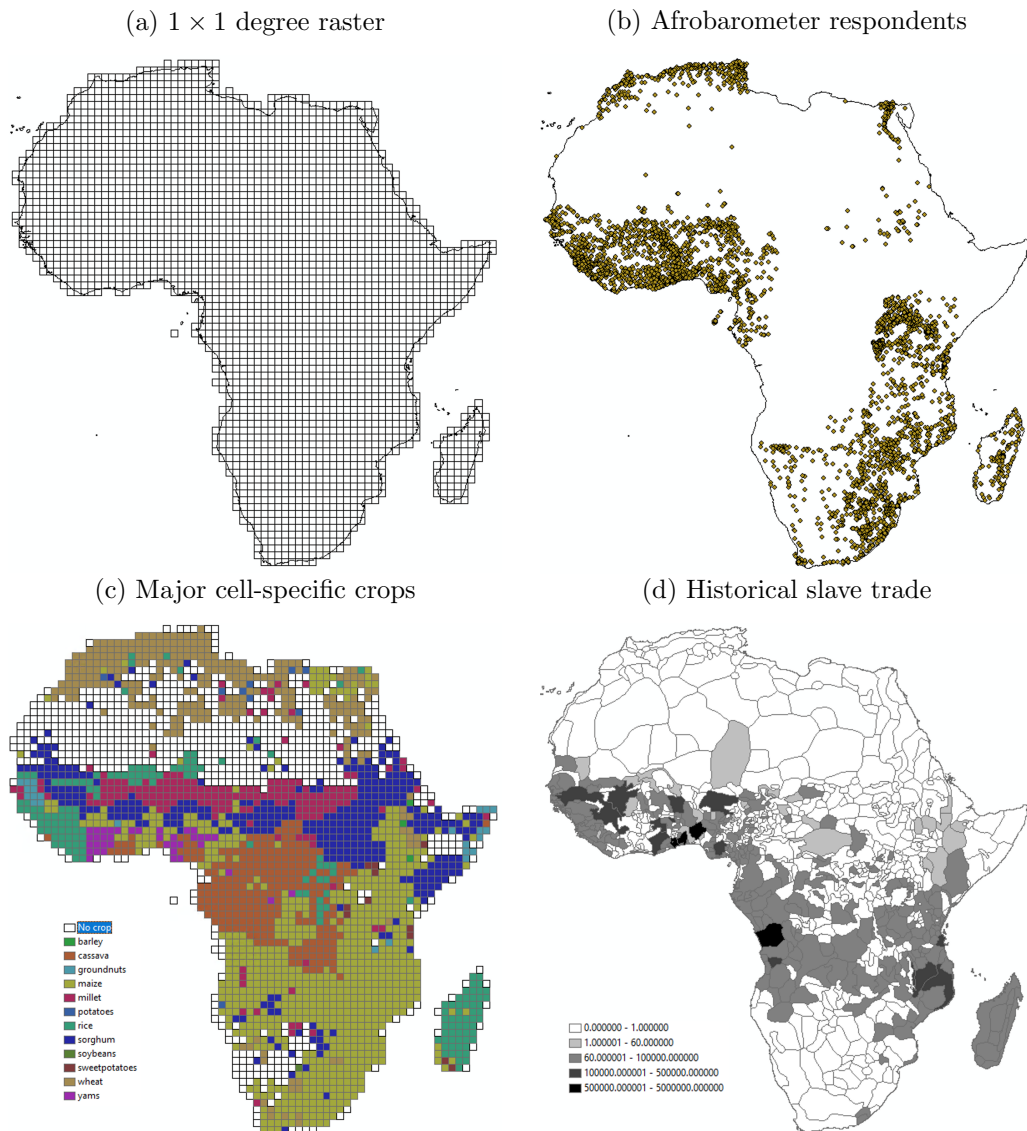 (a) 1 × 1 degree raster
(b) Afrobarometer respondents
(c) Major cell-specific crops
(d) Historical slave trade
No crop
barley
cassava
groundnuts
maize
millet
potatoes
rice
sorghum
soybeans
sweetpotatoes
wheat
yams
0.000000 - 1.000000
1.000001 - 60.000000
60.000001 - 100000.000000
100000.000001 - 500000.000000
500000.000001 - 5000000.000000